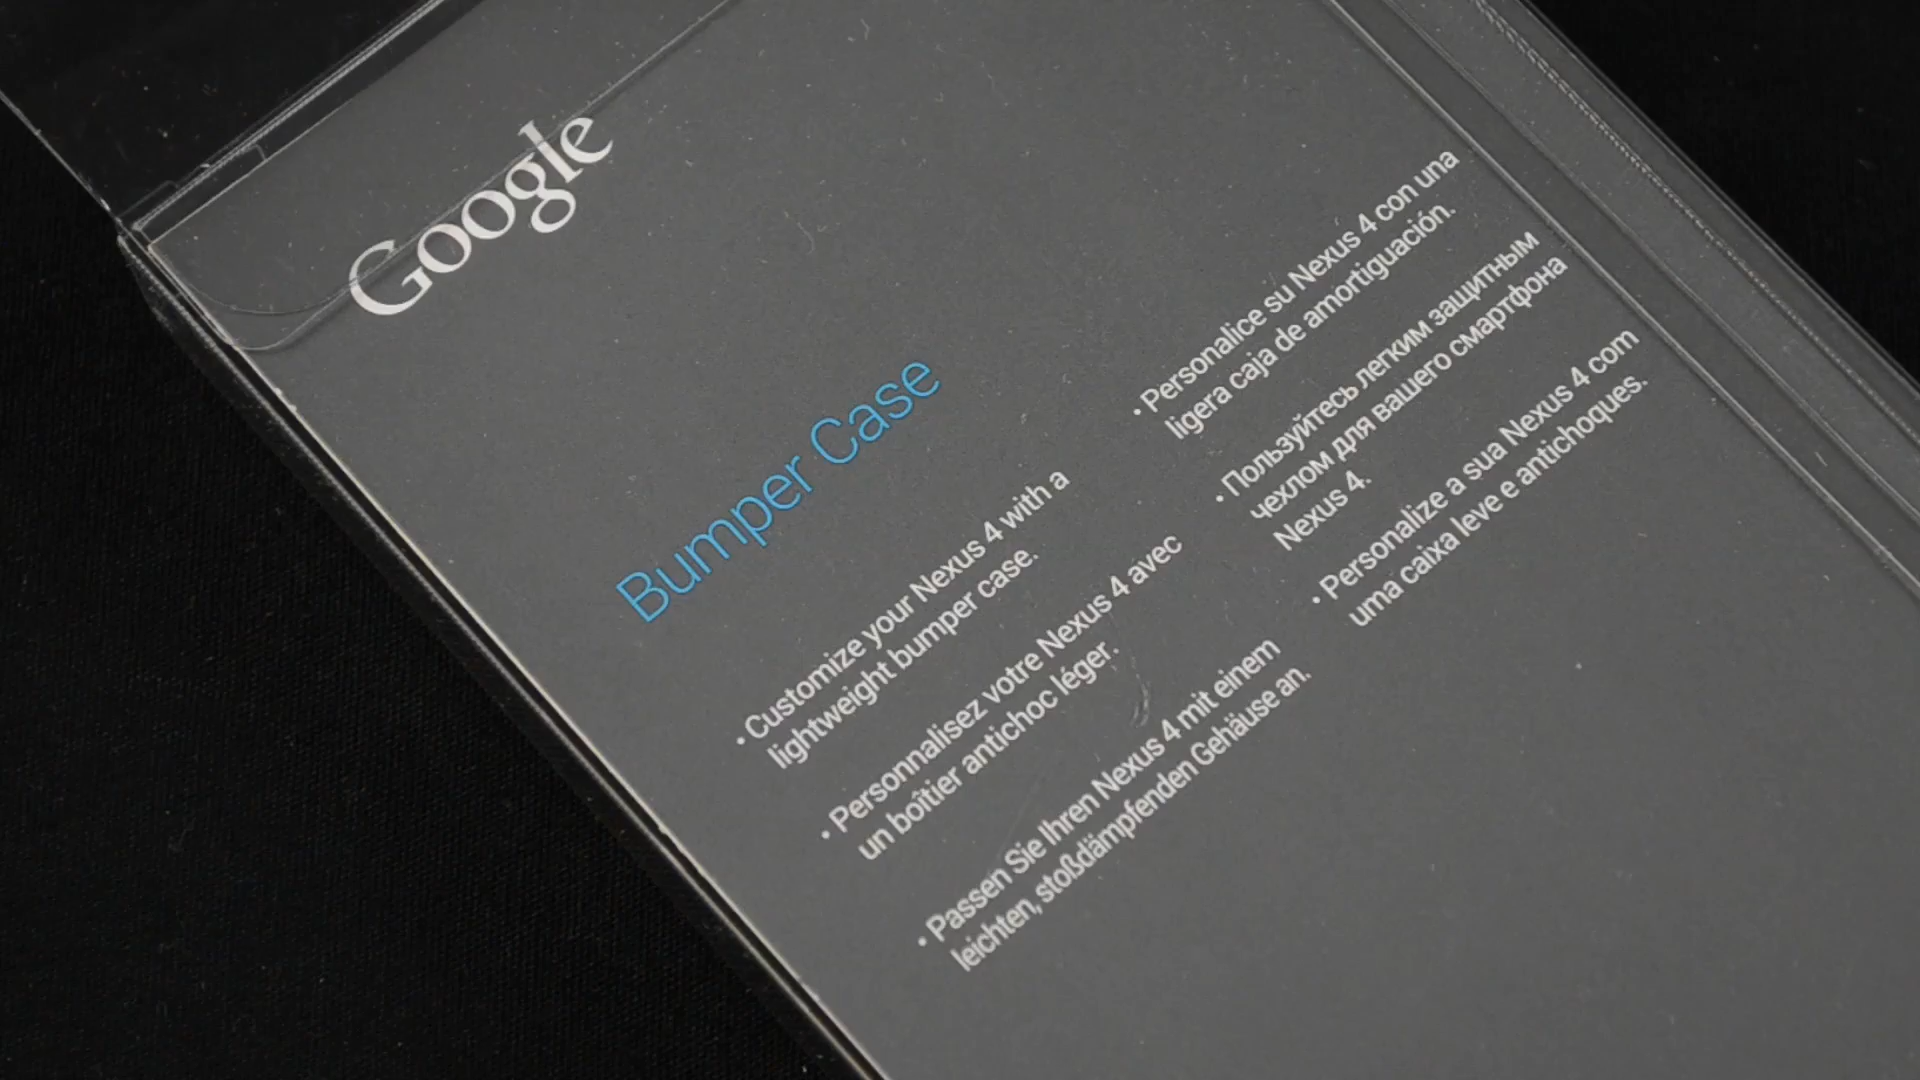 Google
Bumper Case
• Customize your Nexus 4 with a
lightweight bumper case.
• Personnalisez votre Nexus 4 avec
un boîtier antichoc léger.
• Passen Sie Ihren Nexus 4 mit einem
leichten, stoßdämpfenden Gehäuse an.
• Personalice su Nexus 4 con una
ligera caja de amortiguación.
• Пользуйтесь легким защитным
чехлом для вашего смартфона
Nexus 4.
• Personalize a sua Nexus 4 com
uma caixa leve e antichoques.